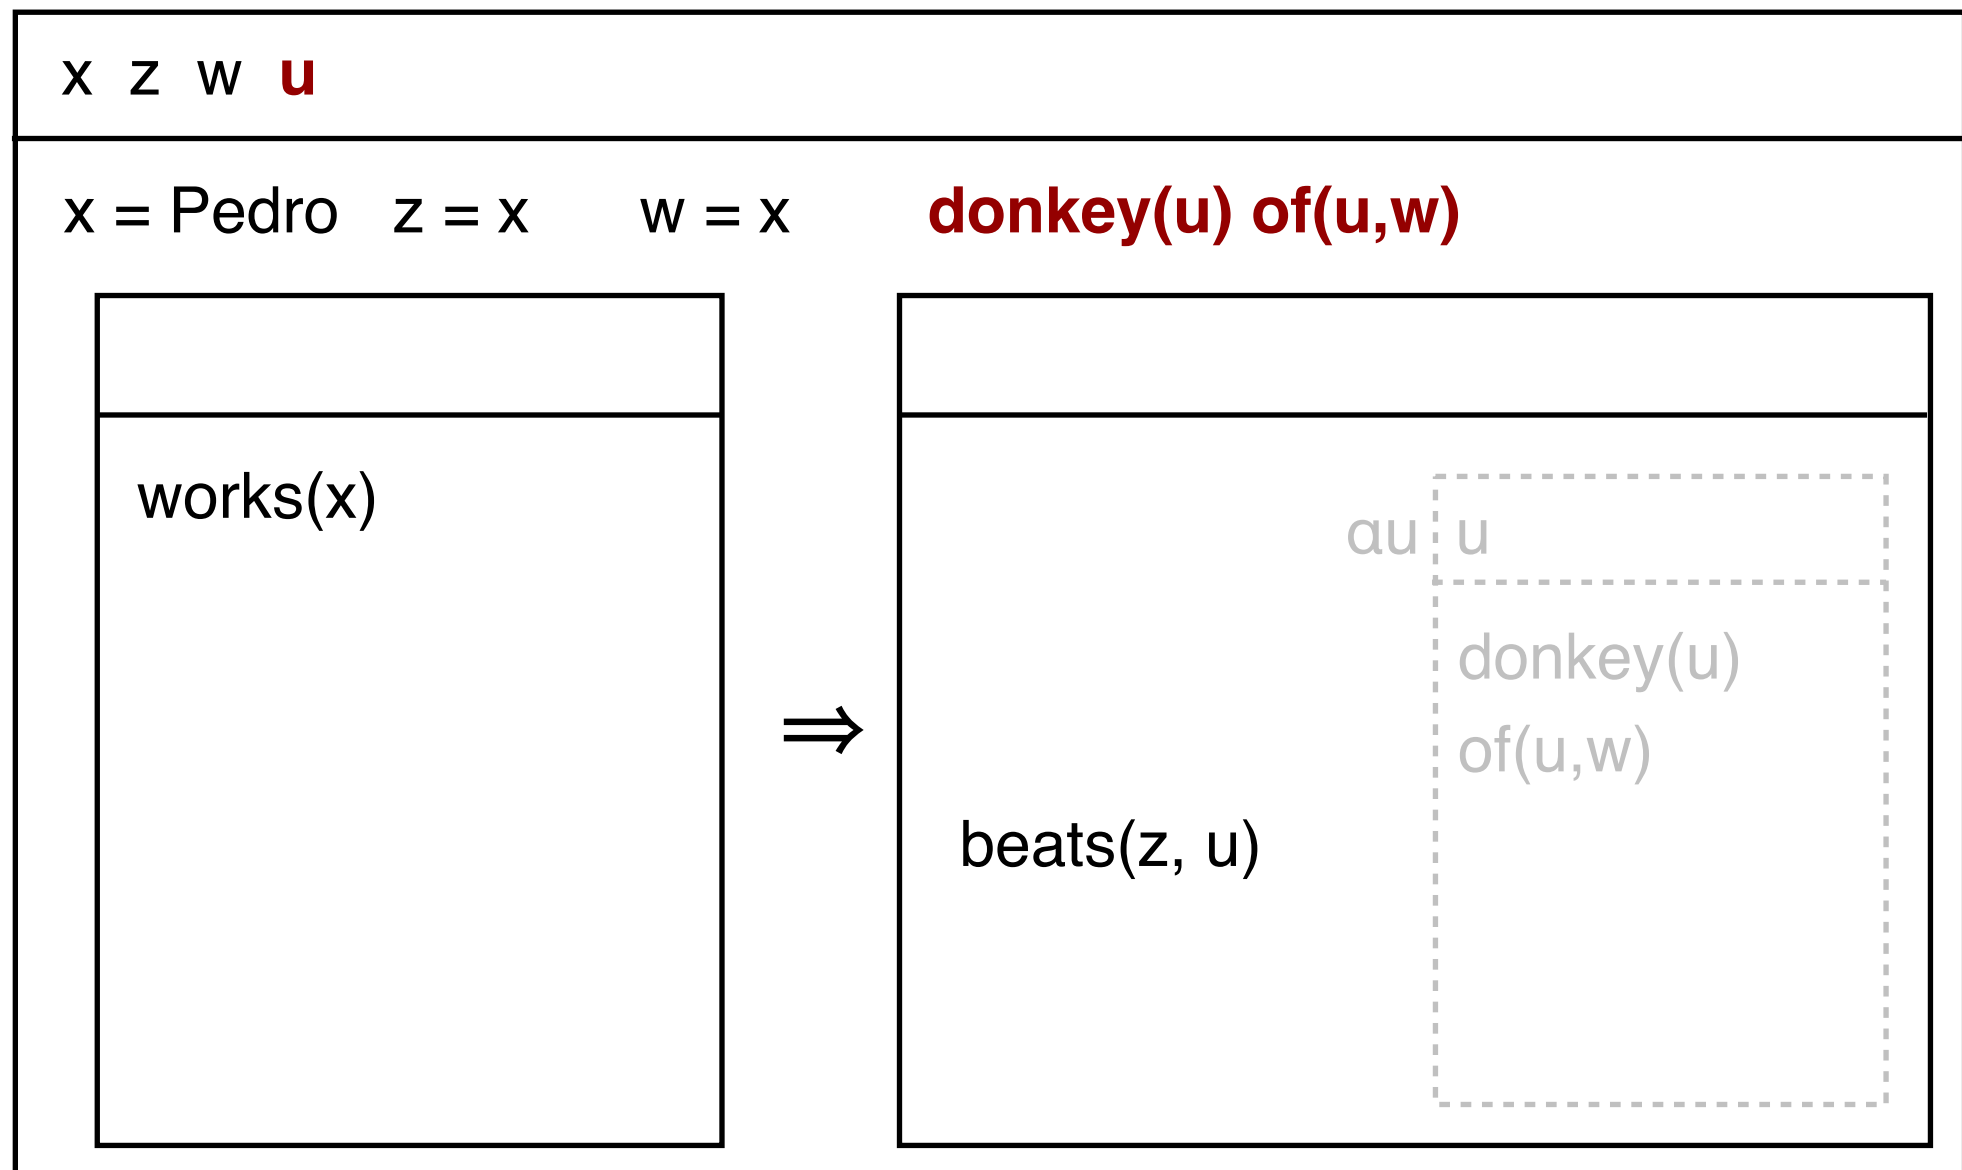 x z w u
x = Pedro z = x w = x donkey(u) of(u,w)
works(x)
⇒
αu u
donkey(u)
of(u,w)
beats(z, u)